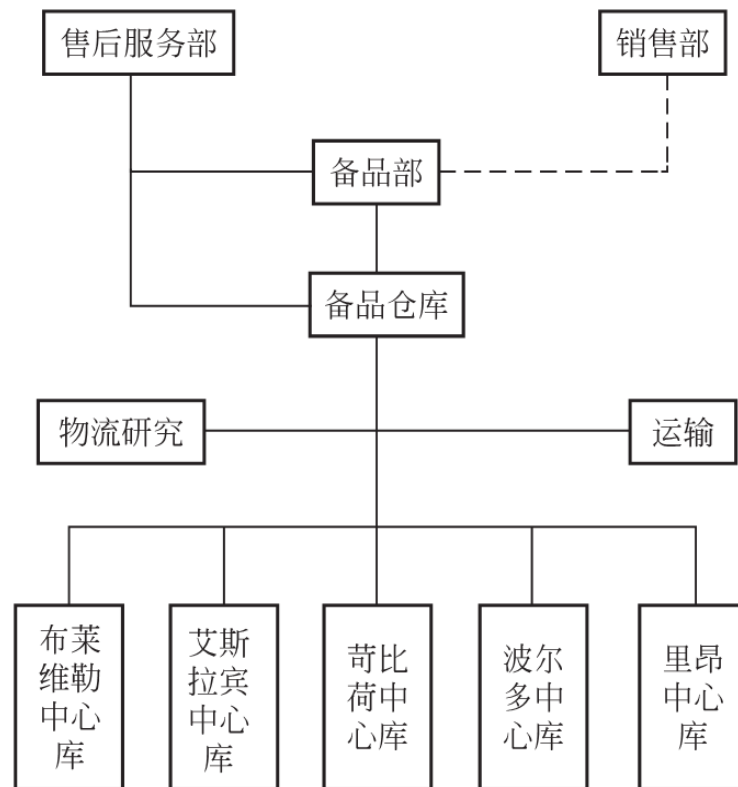 售后服务部
销售部
备品部
备品仓库
物流研究
运输
布莱
维勒
中心
库
艾斯
拉宾
中心
库
苛比
荷中
心库
波尔
多中
心库
里昂
中心
库